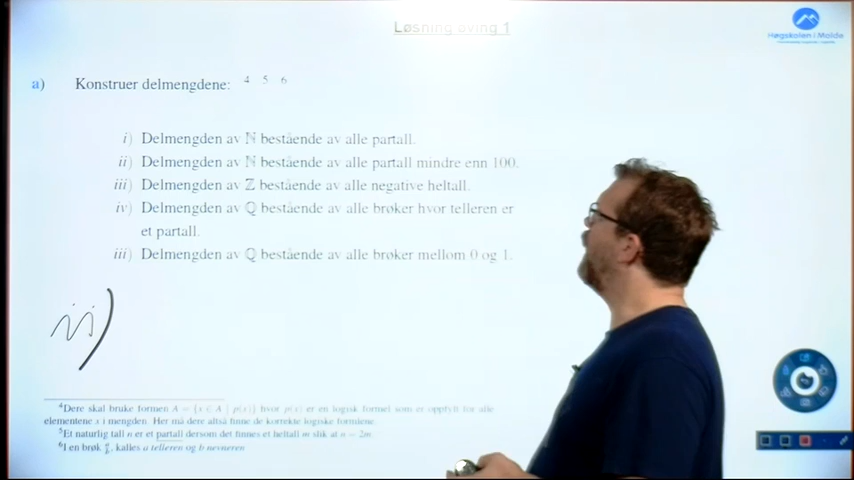 Løsning øving 1
Høgskolen i Molde
a) Konstruer delmengdene: 4 5 6
i) Delmengden av ℕ bestående av alle partall.
ii) Delmengden av ℕ bestående av alle partall mindre enn 100.
iii) Delmengden av ℤ bestående av alle negative heltall.
iv) Delmengden av ℚ bestående av alle brøker hvor telleren er
et partall.
iii) Delmengden av ℚ bestående av alle brøker mellom 0 og 1.
ii)
4Dere skal bruke formen A = {x ∈ A | p(x)} hvor p(x) er en logisk formel som er oppfylt for alle
elementene x i mengden. Her må dere altså finne de korrekte logiske formlene.
5Et naturlig tall n er et partall dersom det finnes et heltall m slik at n = 2m.
6I en brøk a/b, kalles a telleren og b nevneren